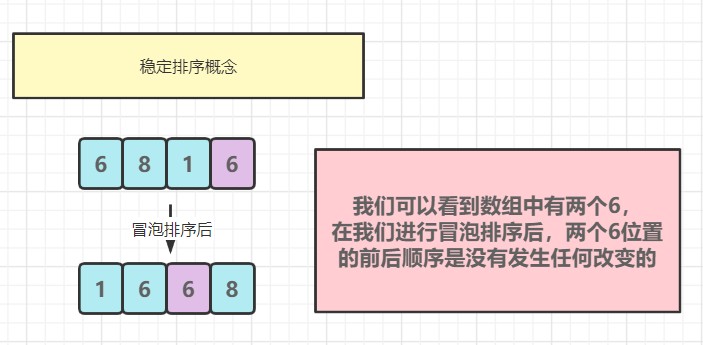 稳定排序概念
6 8 1 6
冒泡排序后
1 6 6 8
我们可以看到数组中有两个6，
在我们进行冒泡排序后，两个6位置
的前后顺序是没有发生任何改变的